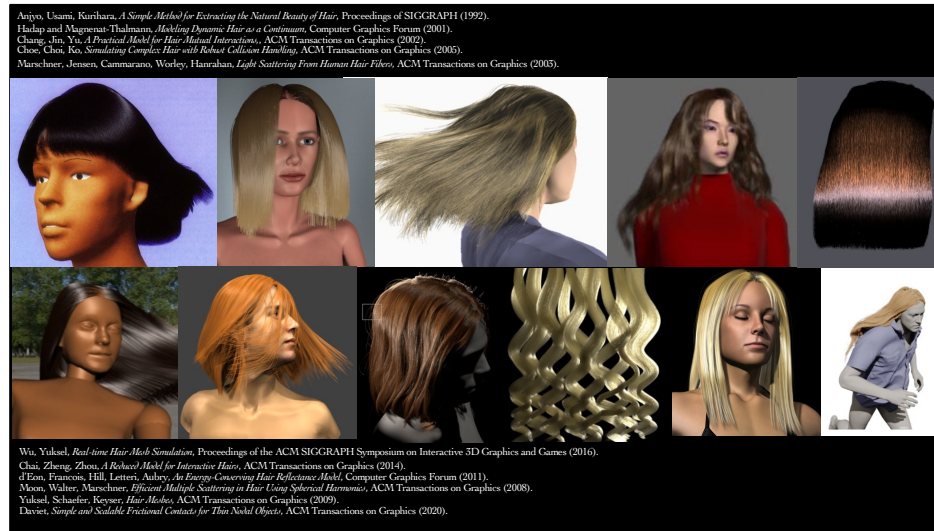 Anjyo, Usami, Kurihara, A Simple Method for Extracting the Natural Beauty of Hair, Proceedings of SIGGRAPH (1992).
Hadap and Magnenat-Thalmann, Modeling Dynamic Hair as a Continuum, Computer Graphics Forum (2001).
Chang, Jin, Yu, A Practical Model for Hair Mutual Interactions, ACM Transactions on Graphics (2002).
Choe, Choi, Ko, Simulating Complex Hair with Robust Collision Handling, ACM Transactions on Graphics (2005).
Marschner, Jensen, Cammarano, Worley, Hanrahan, Light Scattering From Human Hair Fibers, ACM Transactions on Graphics (2003).
Wu, Yuksel, Real-time Hair Mesh Simulation, Proceedings of the ACM SIGGRAPH Symposium on Interactive 3D Graphics and Games (2016).
Chai, Zheng, Zhou, A Reduced Model for Interactive Hairs, ACM Transactions on Graphics (2014).
d'Eon, Francois, Hill, Letteri, Aubry, An Energy-Converving Hair Reflectance Model, Computer Graphics Forum (2011).
Moon, Walter, Marschner, Efficient Multiple Scattering in Hair Using Spherical Harmonics, ACM Transactions on Graphics (2008).
Yuksel, Schaefer, Keyser, Hair Meshes, ACM Transactions on Graphics (2009).
Daviet, Simple and Scalable Frictional Contacts for Thin Nodal Objects, ACM Transactions on Graphics (2020).